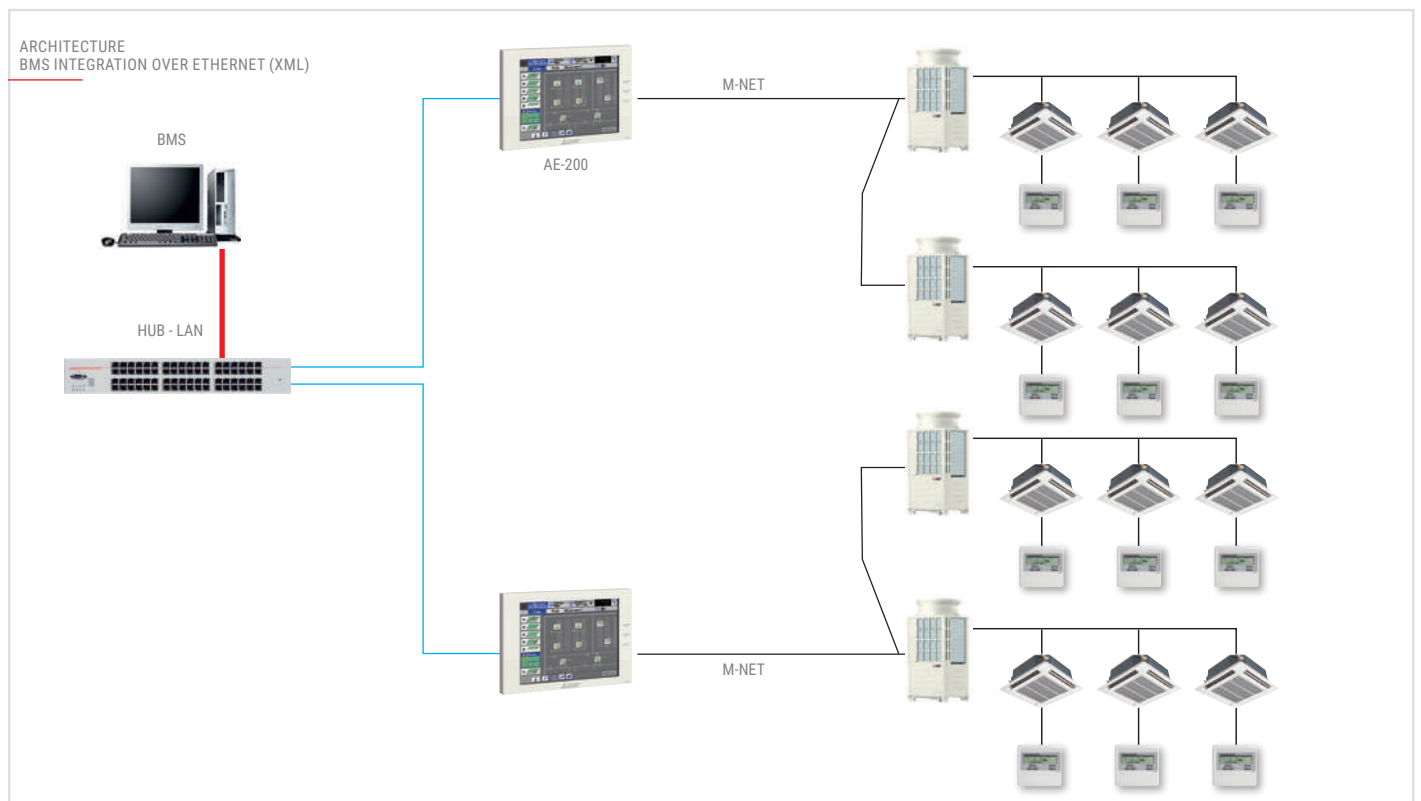 ARCHITECTURE
BMS INTEGRATION OVER ETHERNET (XML)
BMS
HUB - LAN
AE-200
M-NET
M-NET